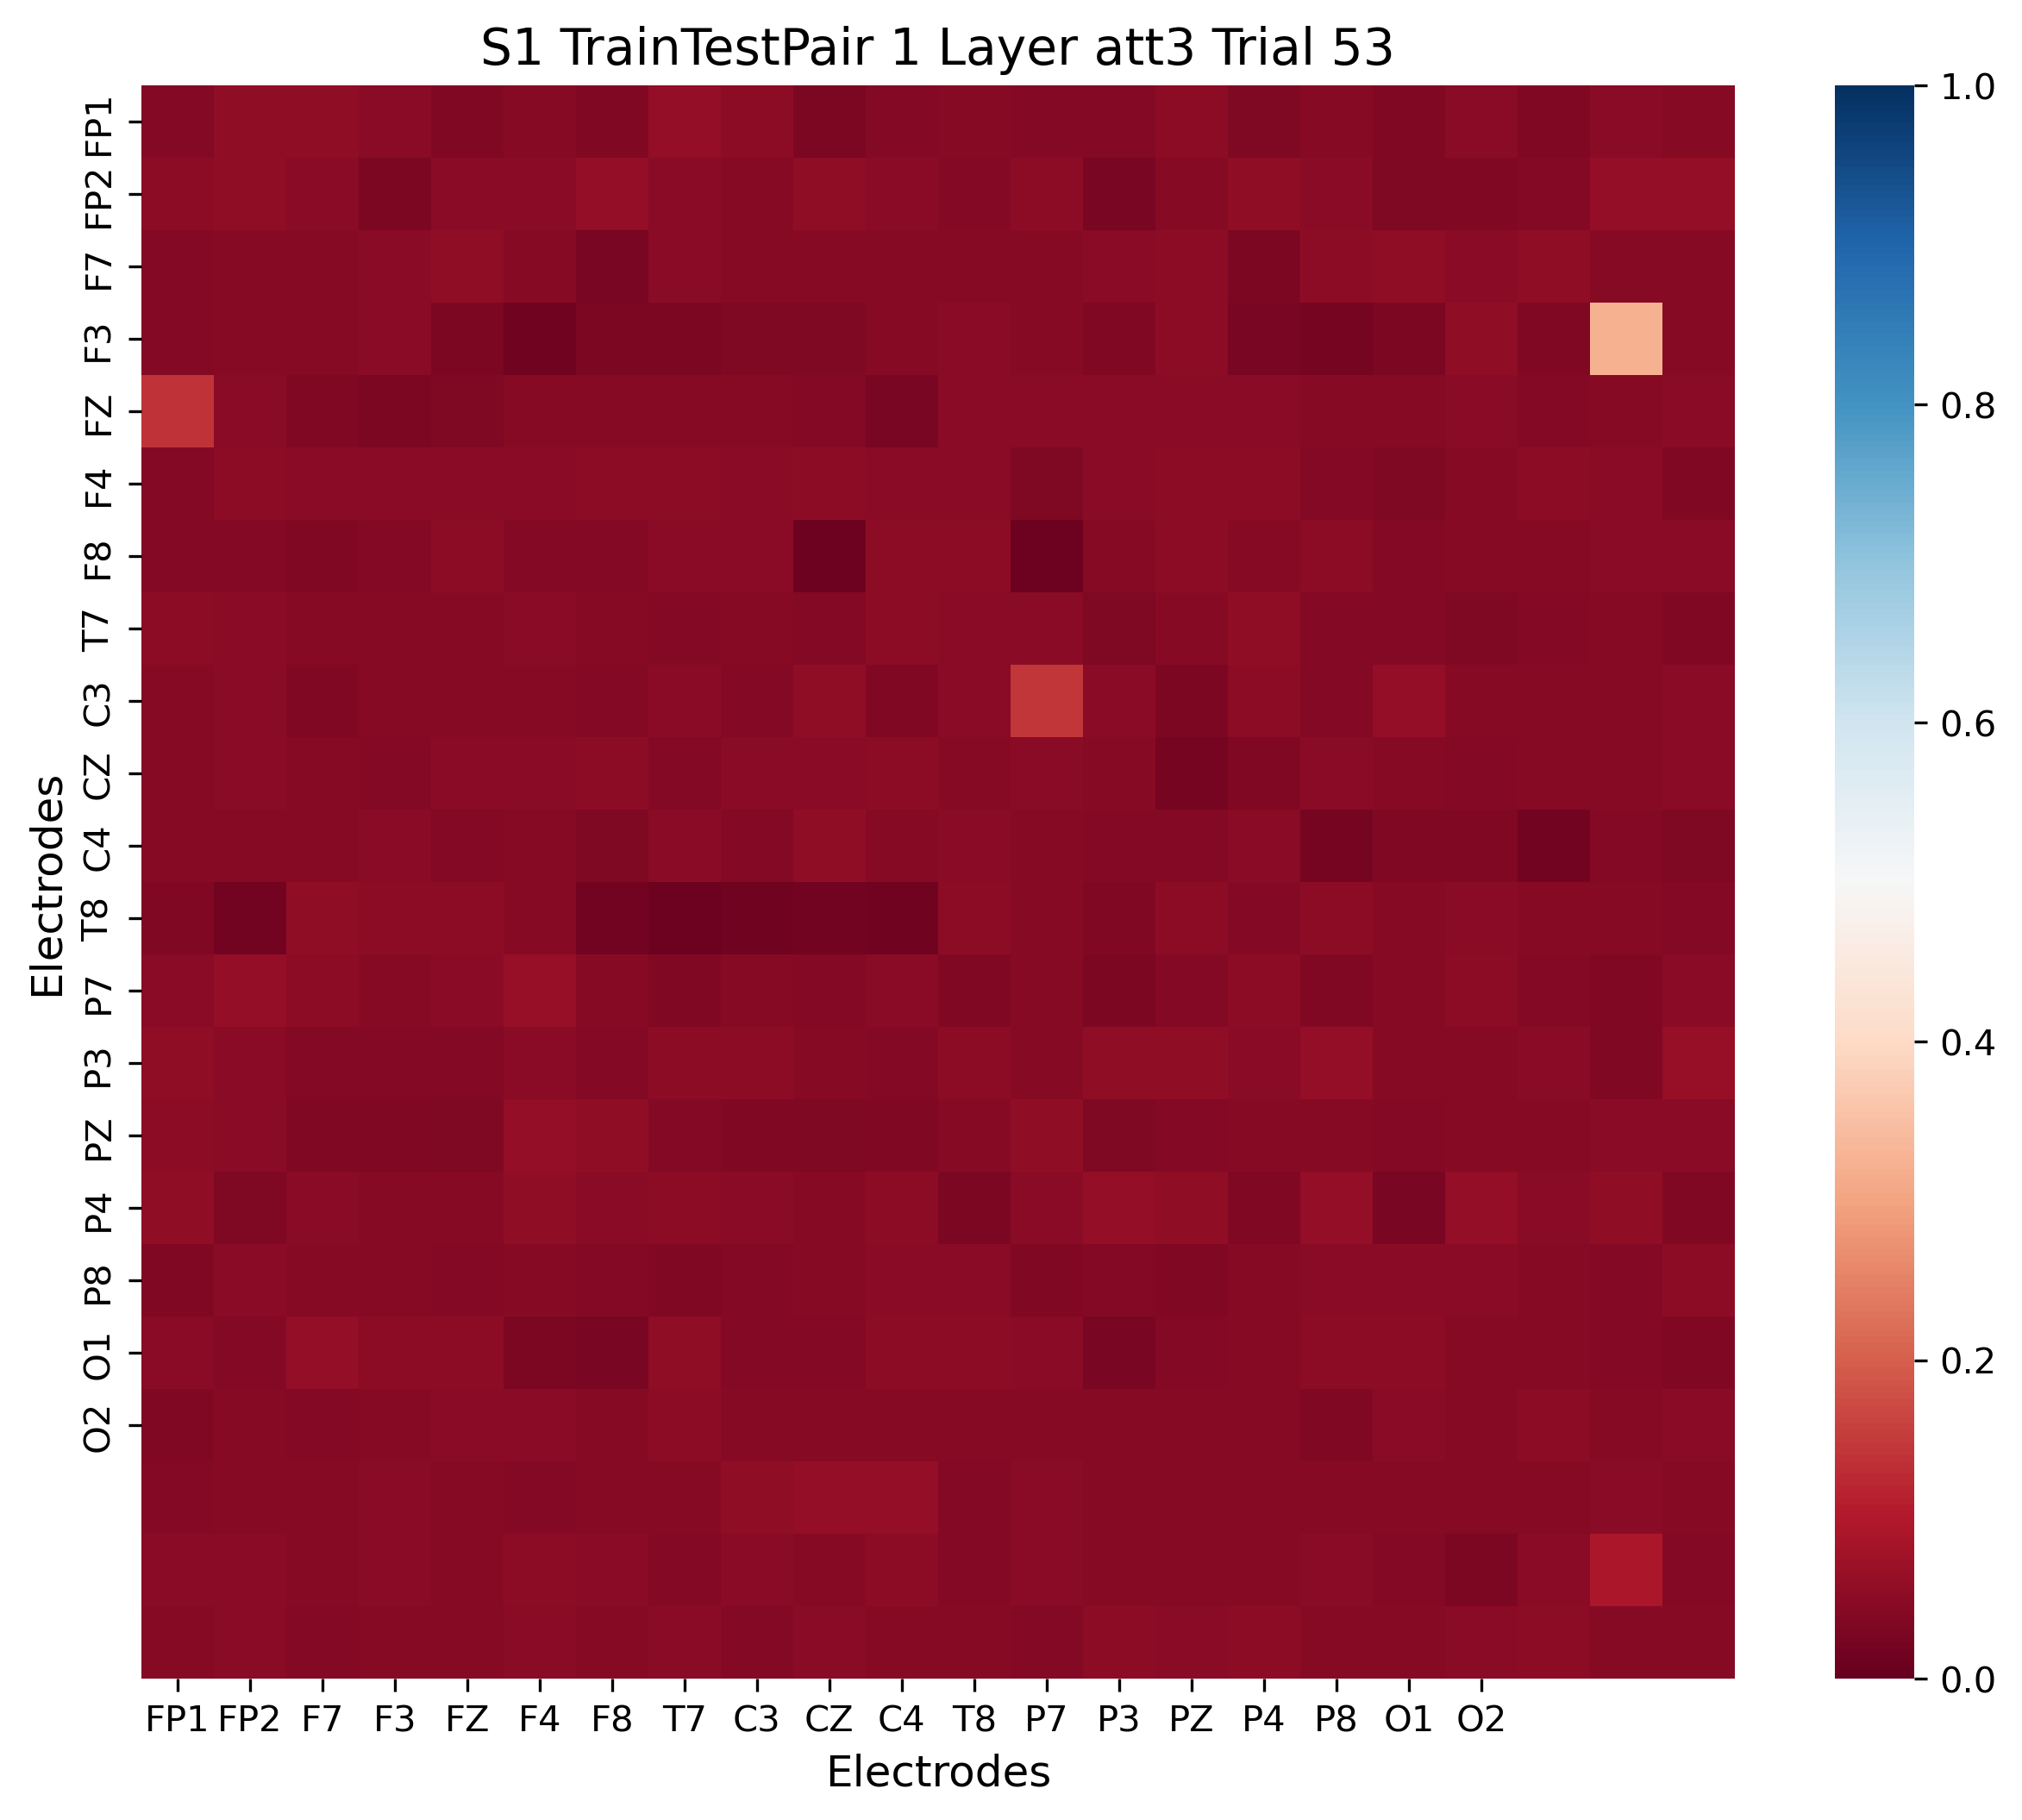 S1 TrainTestPair 1 Layer att3 Trial 53
Electrodes
FP1
FP2
F7
F3
FZ
F4
F8
T7
C3
CZ
C4
T8
P7
P3
PZ
P4
P8
O1
O2
FP1 FP2 F7 F3 FZ F4 F8 T7 C3 CZ C4 T8 P7 P3 PZ P4 P8 O1 O2
Electrodes
1.0
0.8
0.6
0.4
0.2
0.0